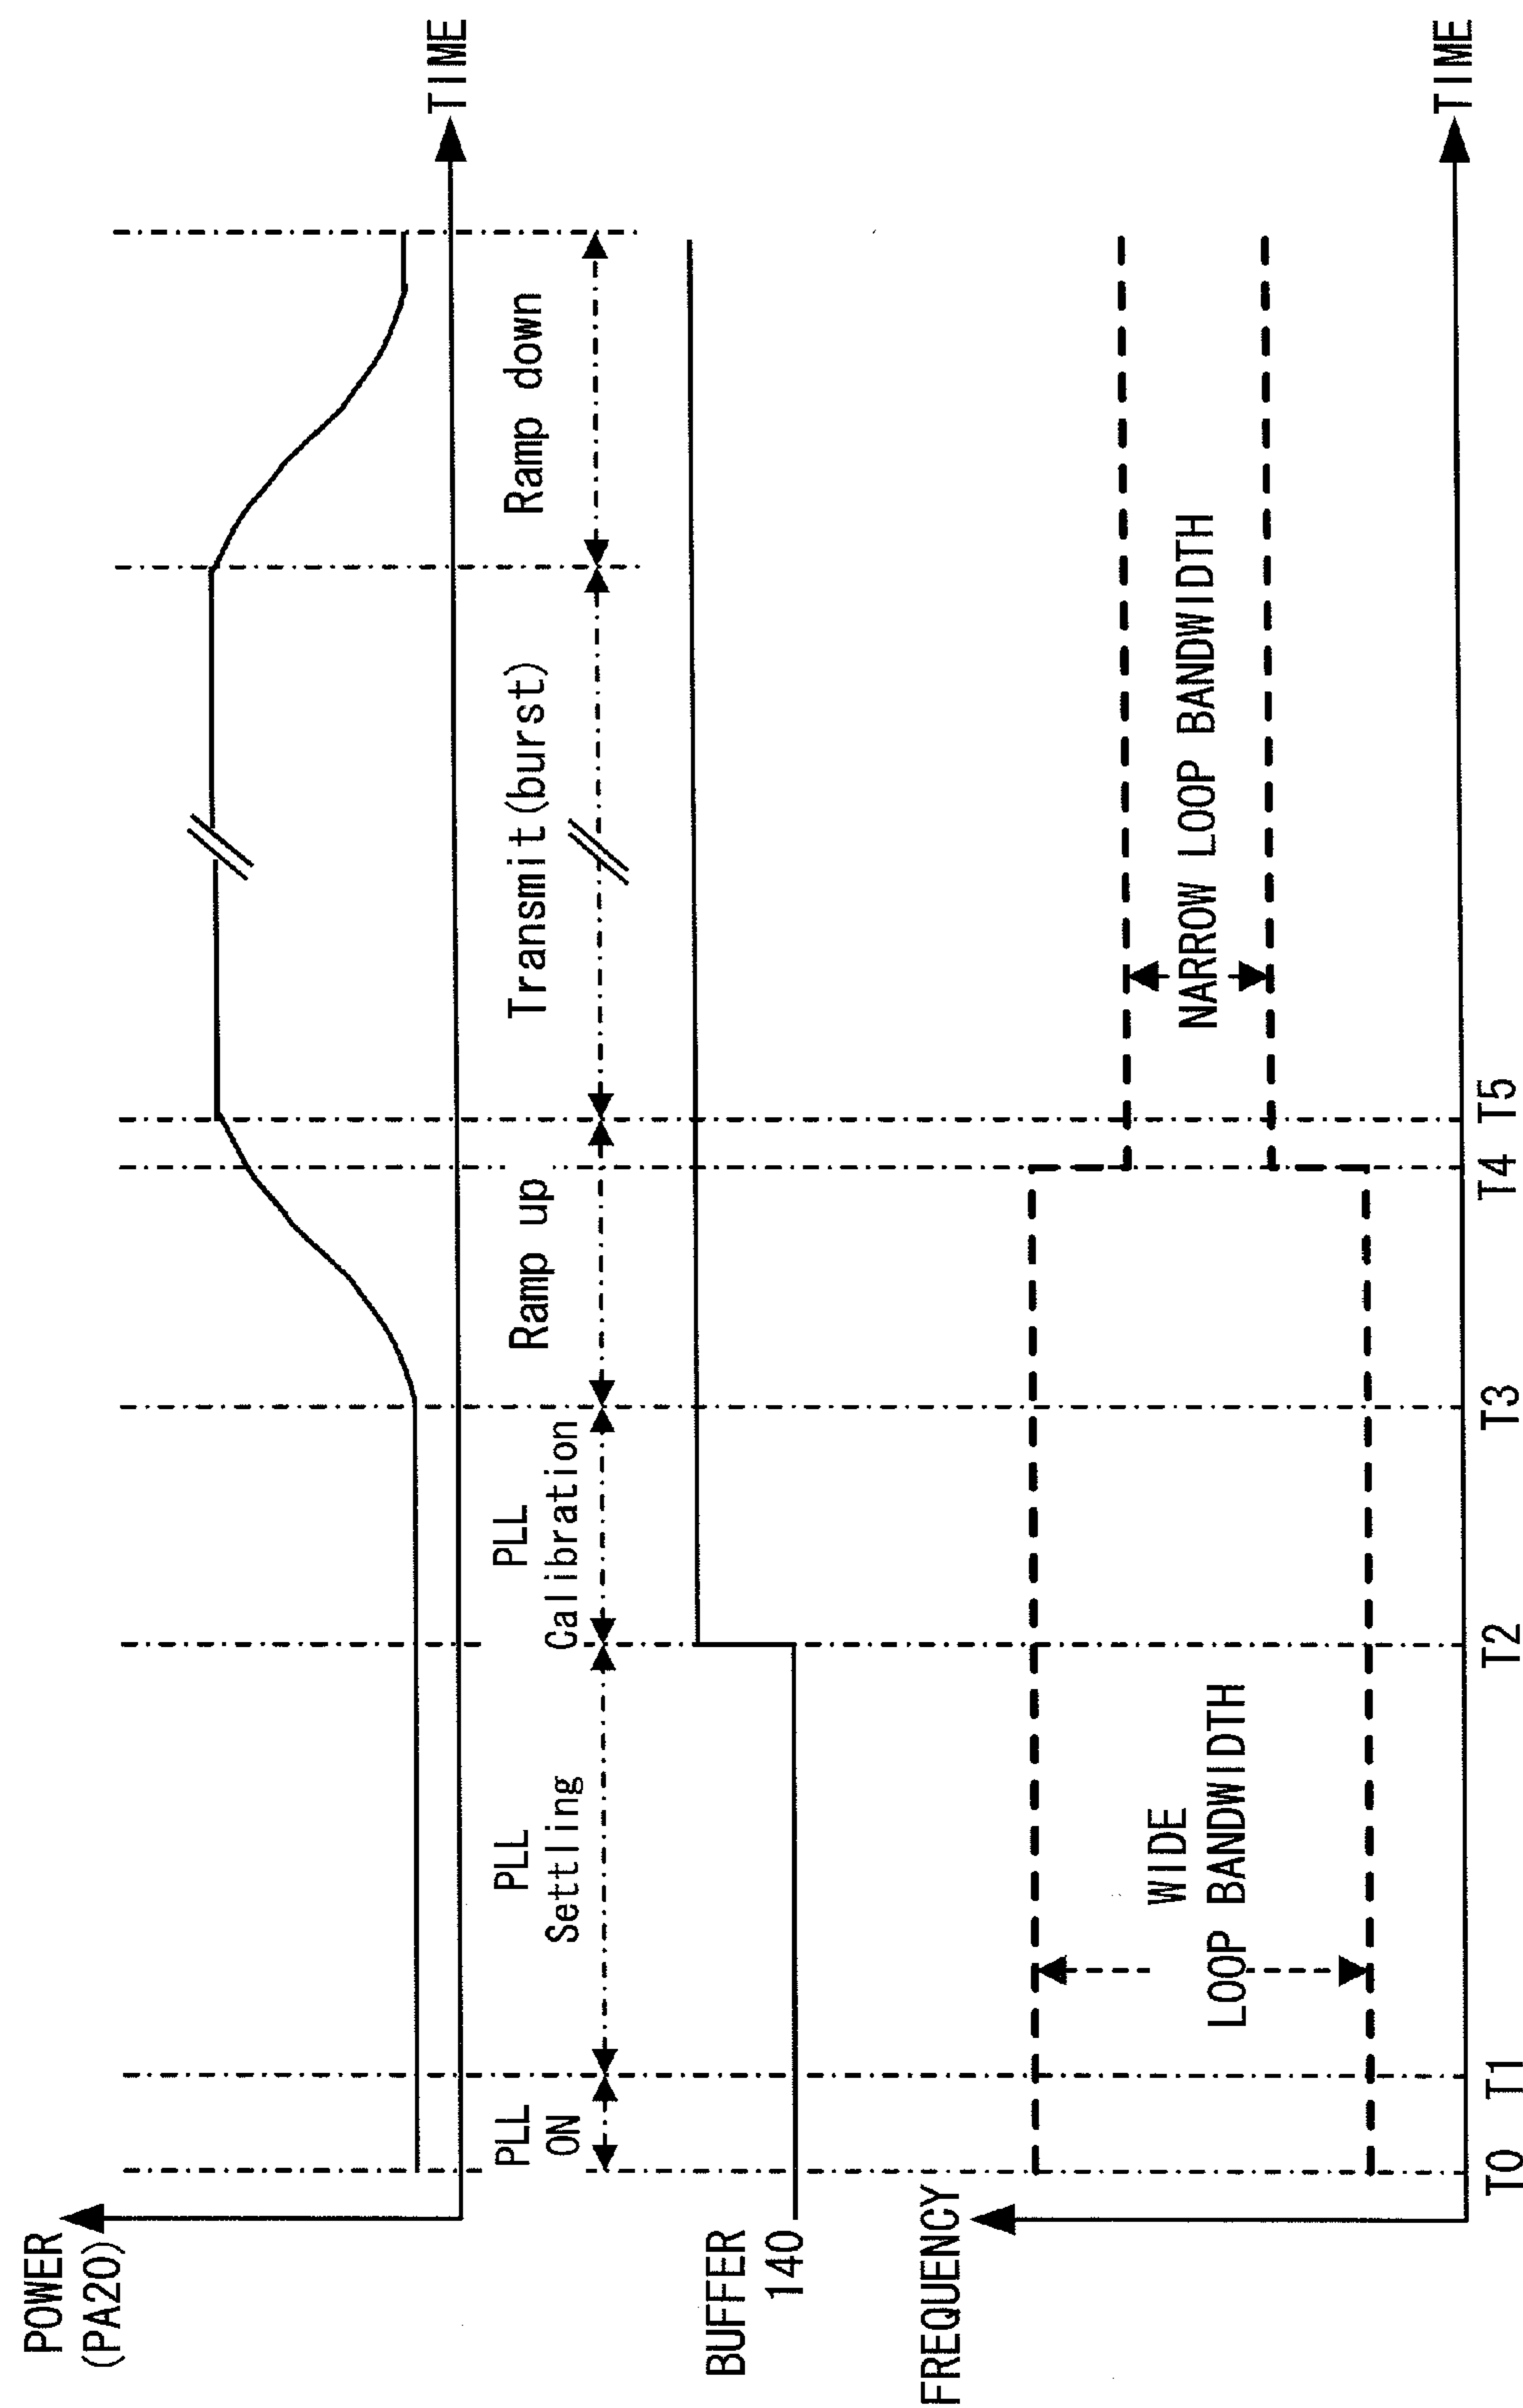 POWER
(PA20)
TIME
PLL
ON
PLL
Settling
PLL
Calibration
Ramp up
Transmit(burst)
Ramp down
BUFFER
140
FREQUENCY
WIDE
LOOP BANDWIDTH
NARROW LOOP BANDWIDTH
TIME
T0
T1
T2
T3
T4
T5